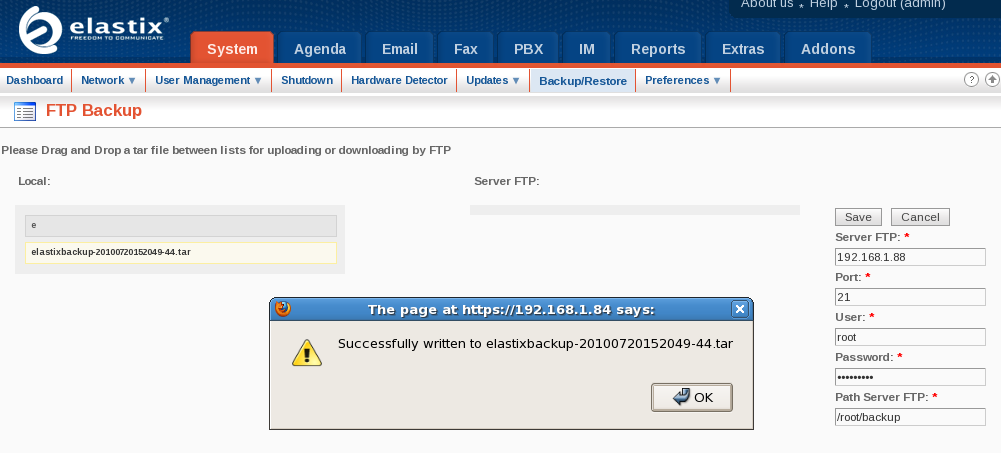 About us Help Logout (admin)
elastix
FREEDOM TO COMMUNICATE
System Agenda Email Fax PBX IM Reports Extras Addons
Dashboard Network User Management Shutdown Hardware Detector Updates Backup/Restore Preferences
FTP Backup
Please Drag and Drop a tar file between lists for uploading or downloading by FTP
Local: Server FTP:
e
elastixbackup-20100720152049-44.tar
Save Cancel
Server FTP: *
192.168.1.88
Port: *
21
User: *
root
Password: *
•••••••••
Path Server FTP: *
/root/backup
The page at https://192.168.1.84 says:
Successfully written to elastixbackup-20100720152049-44.tar
OK